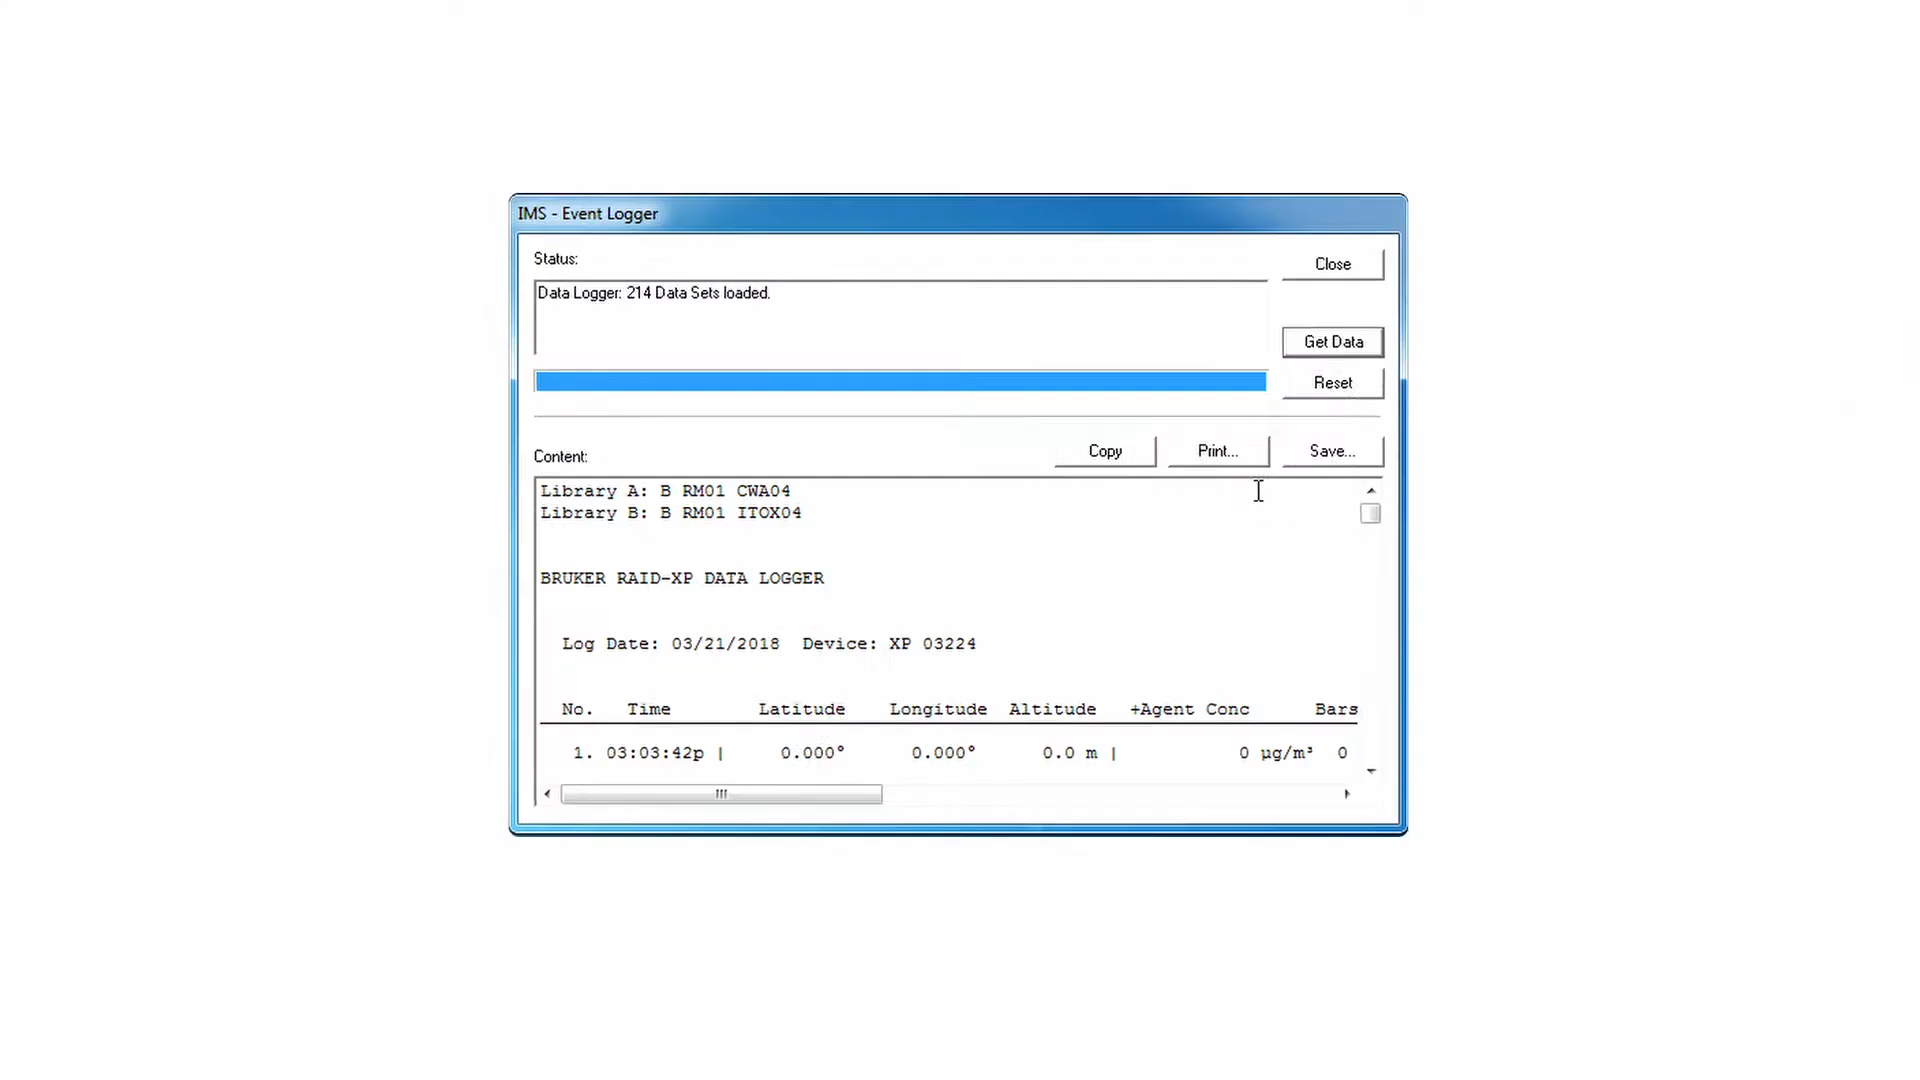 IMS - Event Logger
Status:
Close
Data Logger: 214 Data Sets loaded.
Get Data
Reset
Content:
Copy
Print...
Save...
Library A: B RM01 CWA04
Library B: B RM01 ITOX04
BRUKER RAID-XP DATA LOGGER
Log Date: 03/21/2018 Device: XP 03224
No. Time Latitude Longitude Altitude +Agent Conc Bars
1. 03:03:42p | 0.000° 0.000° 0.0 m | 0 µg/m³ 0